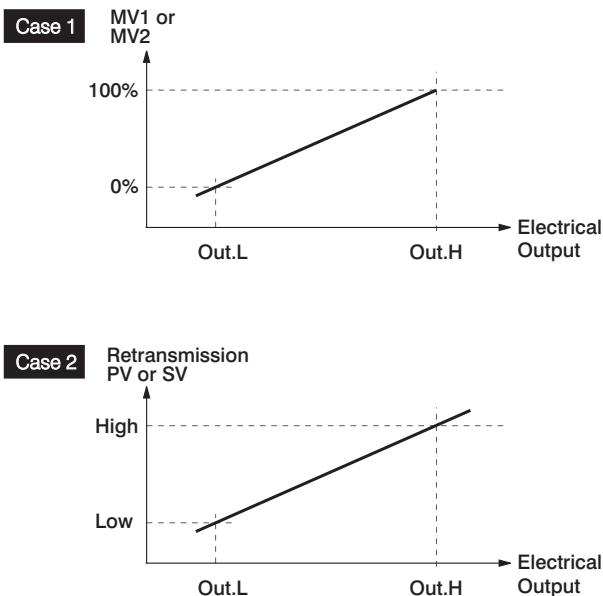 Case 1
MV1 or
MV2
100%
0%
Out.L
Out.H
Electrical
Output
Case 2
Retransmission
PV or SV
High
Low
Out.L
Out.H
Electrical
Output